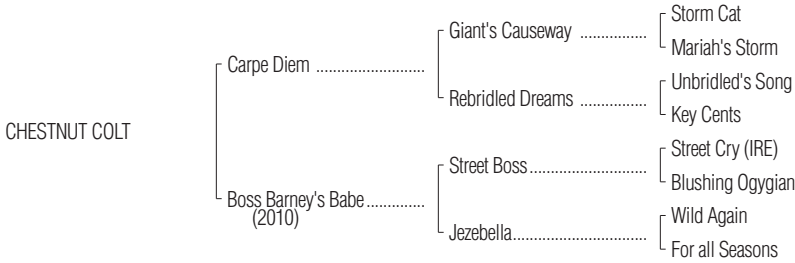 Storm Cat
Giant's Causeway ................
Mariah's Storm
Carpe Diem ..........................
Unbridled's Song
Rebridled Dreams ................
Key Cents
CHESTNUT COLT
Street Cry (IRE)
Street Boss............................
Blushing Ogygian
Boss Barney's Babe..............
(2010)
Wild Again
Jezebella................................
For all Seasons